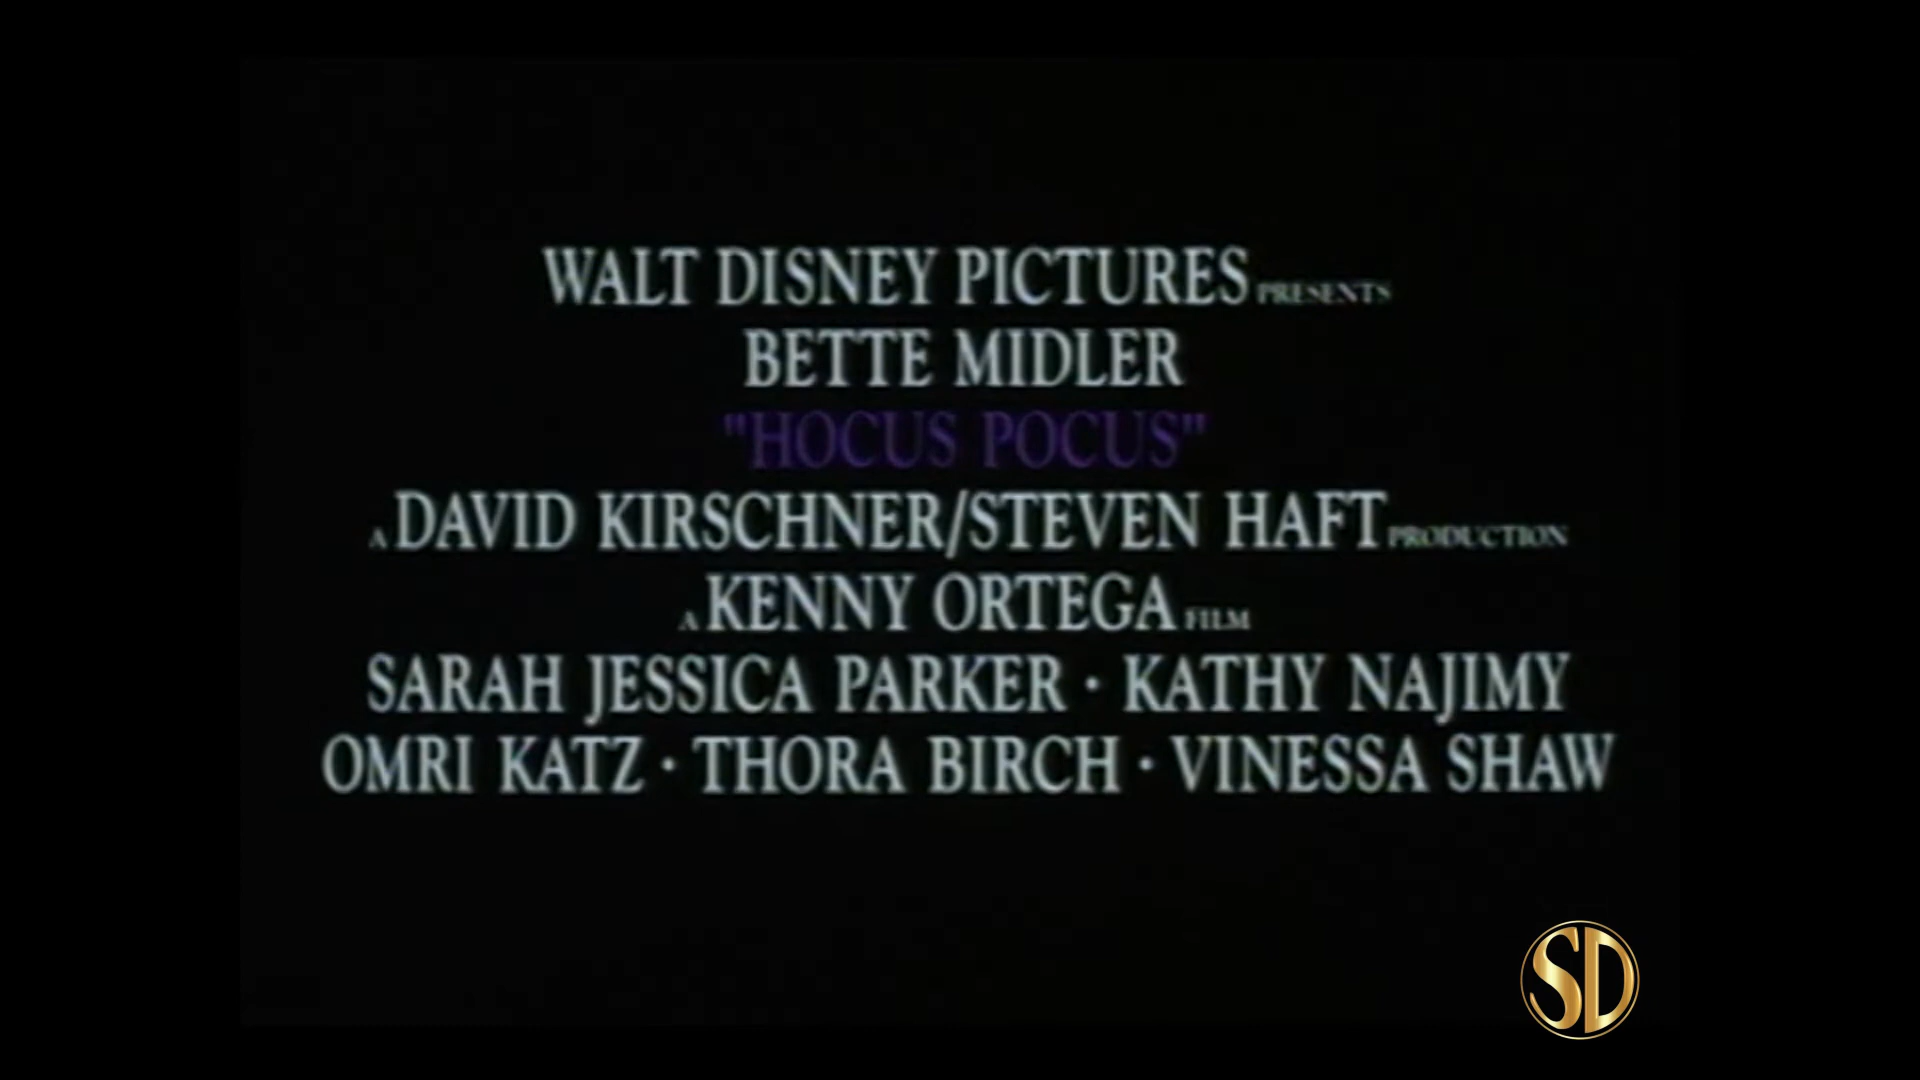 WALT DISNEY PICTURES PRESENTS
BETTE MIDLER
"HOCUS POCUS"
A DAVID KIRSCHNER/STEVEN HAFT PRODUCTION
A KENNY ORTEGA FILM
SARAH JESSICA PARKER · KATHY NAJIMY
OMRI KATZ · THORA BIRCH · VINESSA SHAW
SD